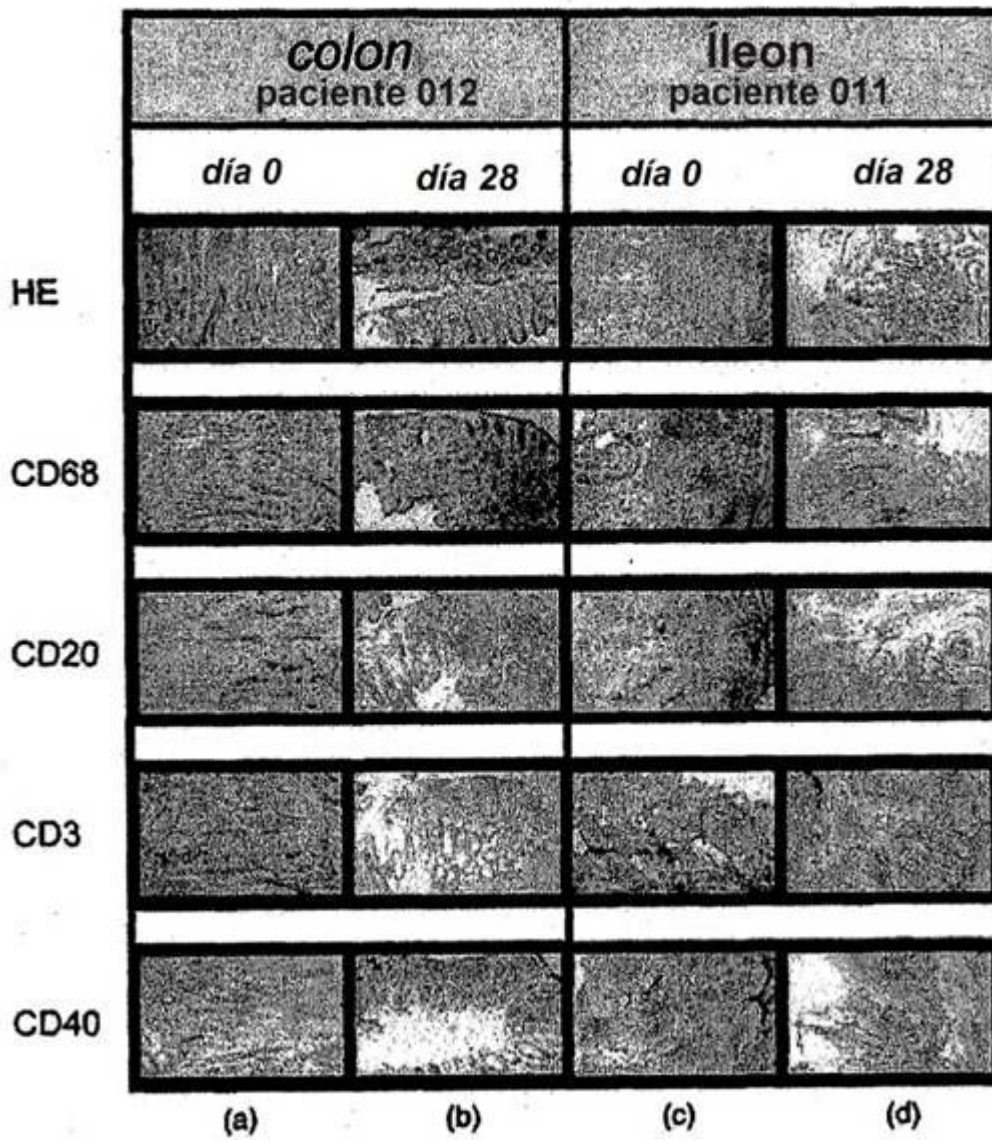 colon
paciente 012
Íleon
paciente 011
día 0
día 28
día 0
día 28
HE
CD68
CD20
CD3
CD40
(a)
(b)
(c)
(d)